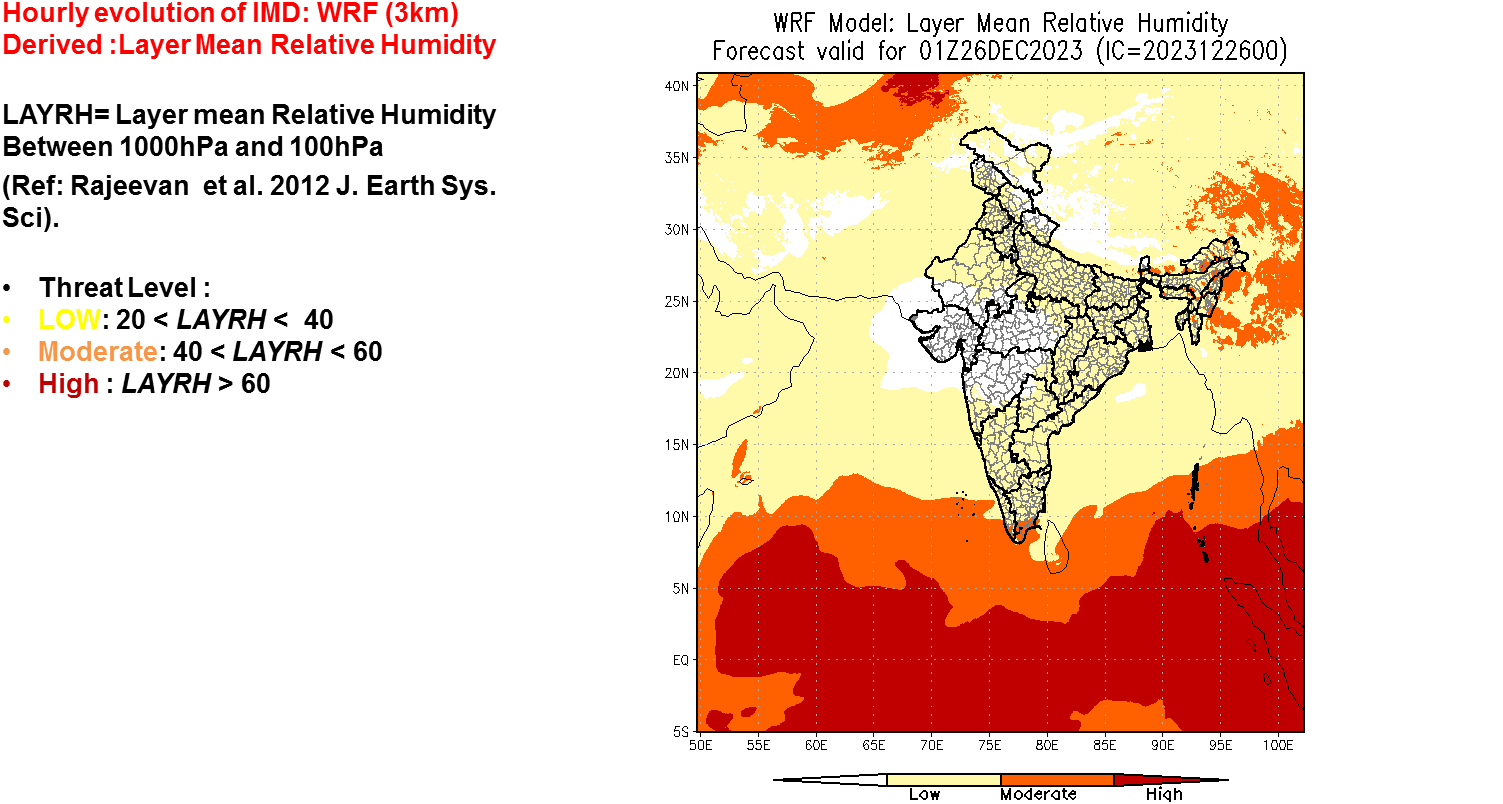 Hourly evolution of IMD: WRF (3km)
Derived :Layer Mean Relative Humidity
LAYRH= Layer mean Relative Humidity
Between 1000hPa and 100hPa
(Ref: Rajeevan et al. 2012 J. Earth Sys.
Sci).
• Threat Level :
• LOW: 20 < LAYRH < 40
• Moderate: 40 < LAYRH < 60
• High : LAYRH > 60
WRF Model: Layer Mean Relative Humidity
Forecast valid for 01Z26DEC2023 (IC=2023122600)
40N
35N
30N
25N
20N
15N
10N
5N
EQ
5S
50E 55E 60E 65E 70E 75E 80E 85E 90E 95E 100E
Low Moderate High